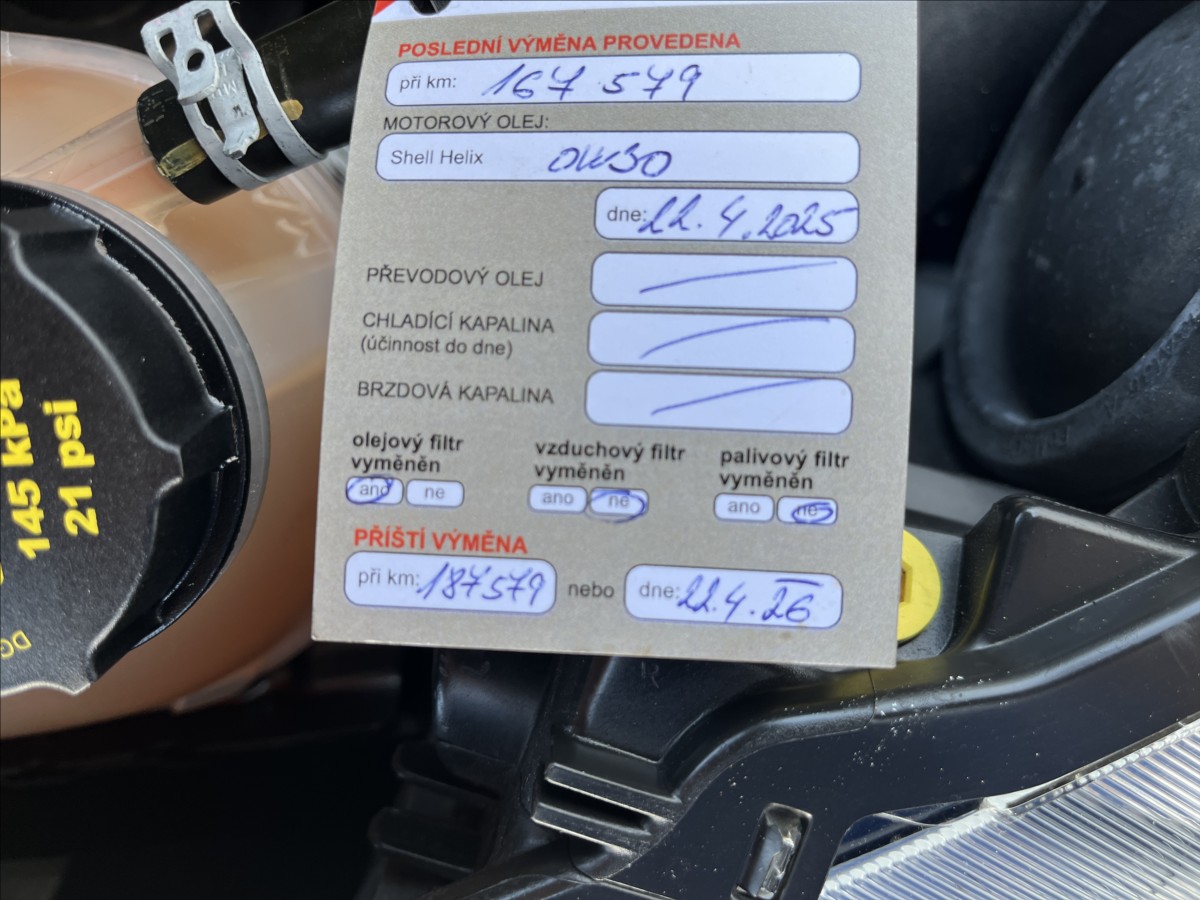 POSLEDNÍ VÝMĚNA PROVEDENA
při km: 167 579
MOTOROVÝ OLEJ:
Shell Helix 0W30
dne: 22.4.2025
PŘEVODOVÝ OLEJ
CHLADÍCÍ KAPALINA
(účinnost do dne)
BRZDOVÁ KAPALINA
olejový filtr
vyměněn
ano ne
vzduchový filtr
vyměněn
ano ne
palivový filtr
vyměněn
ano ne
PŘÍŠTÍ VÝMĚNA
při km: 187579 nebo dne: 22.4.26
145 kPa
21 psi